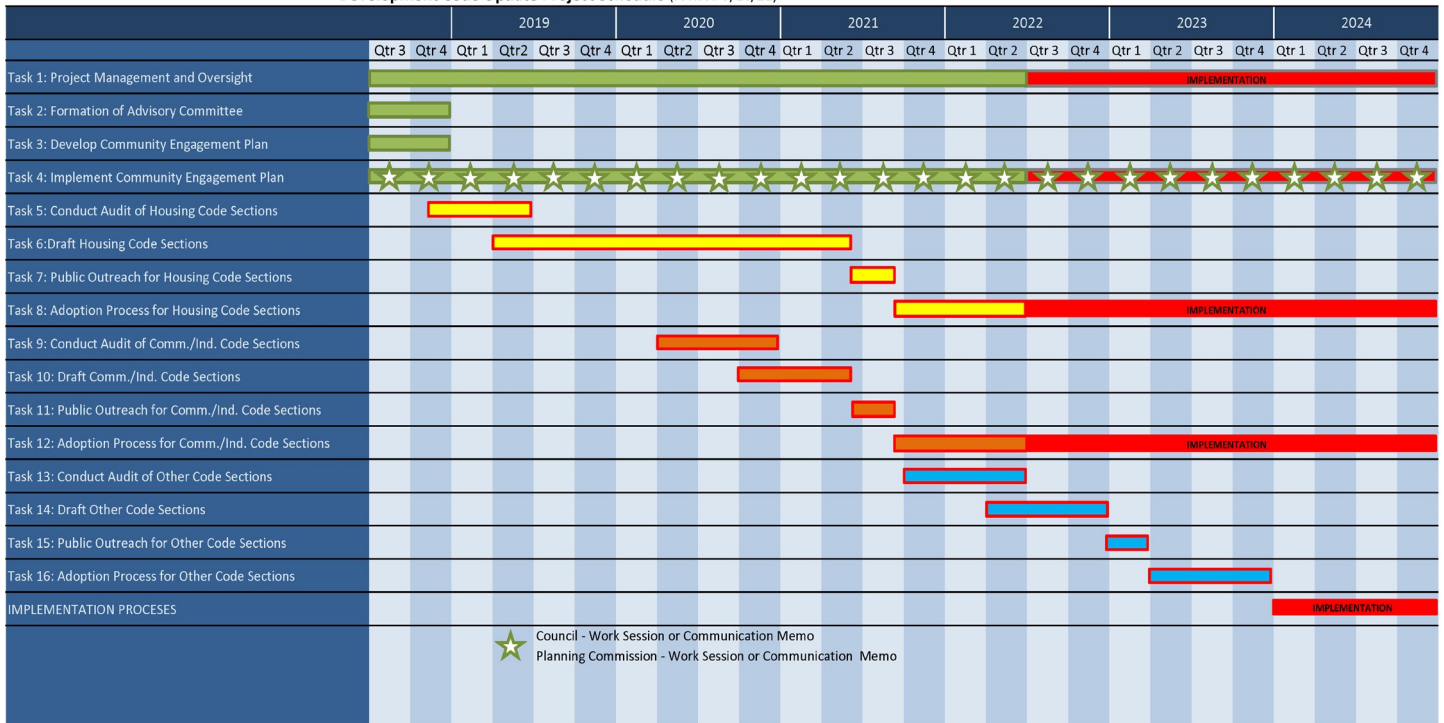 Development Code Update Project Schedule
2019 2020 2021 2022 2023 2024
Qtr 3 Qtr 4 Qtr 1 Qtr2 Qtr 3 Qtr 4 Qtr 1 Qtr2 Qtr 3 Qtr 4 Qtr 1 Qtr 2 Qtr 3 Qtr 4 Qtr 1 Qtr 2 Qtr 3 Qtr 4 Qtr 1 Qtr 2 Qtr 3 Qtr 4 Qtr 1 Qtr 2 Qtr 3 Qtr 4
Task 1: Project Management and Oversight IMPLEMENTATION
Task 2: Formation of Advisory Committee
Task 3: Develop Community Engagement Plan
Task 4: Implement Community Engagement Plan
Task 5: Conduct Audit of Housing Code Sections
Task 6:Draft Housing Code Sections
Task 7: Public Outreach for Housing Code Sections
Task 8: Adoption Process for Housing Code Sections IMPLEMENTATION
Task 9: Conduct Audit of Comm./Ind. Code Sections
Task 10: Draft Comm./Ind. Code Sections
Task 11: Public Outreach for Comm./Ind. Code Sections
Task 12: Adoption Process for Comm./Ind. Code Sections IMPLEMENTATION
Task 13: Conduct Audit of Other Code Sections
Task 14: Draft Other Code Sections
Task 15: Public Outreach for Other Code Sections
Task 16: Adoption Process for Other Code Sections
IMPLEMENTATION PROCESES IMPLEMENTATION
Council - Work Session or Communication Memo
Planning Commission - Work Session or Communication Memo